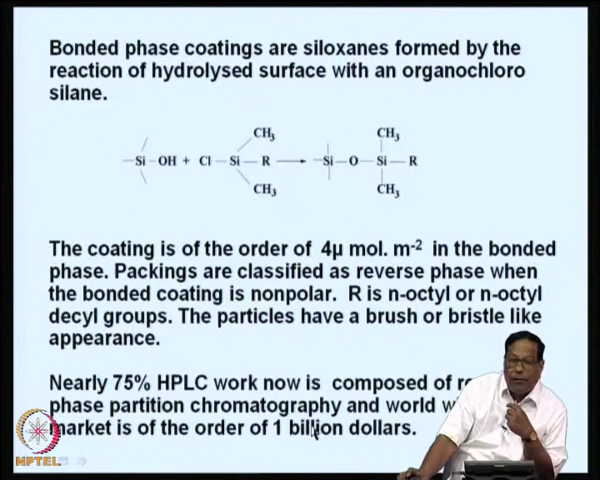 Bonded phase coatings are siloxanes formed by the
reaction of hydrolysed surface with an organochloro
silane.
CH3 CH3
—Si—OH + Cl—Si—R ⟶ —Si—O—Si—R
CH3 CH3
The coating is of the order of 4μ mol. m-2 in the bonded
phase. Packings are classified as reverse phase when
the bonded coating is nonpolar. R is n-octyl or n-octyl
decyl groups. The particles have a brush or bristle like
appearance.
Nearly 75% HPLC work now is composed of
phase partition chromatography and world
market is of the order of 1 billion dollars.
NPTEL